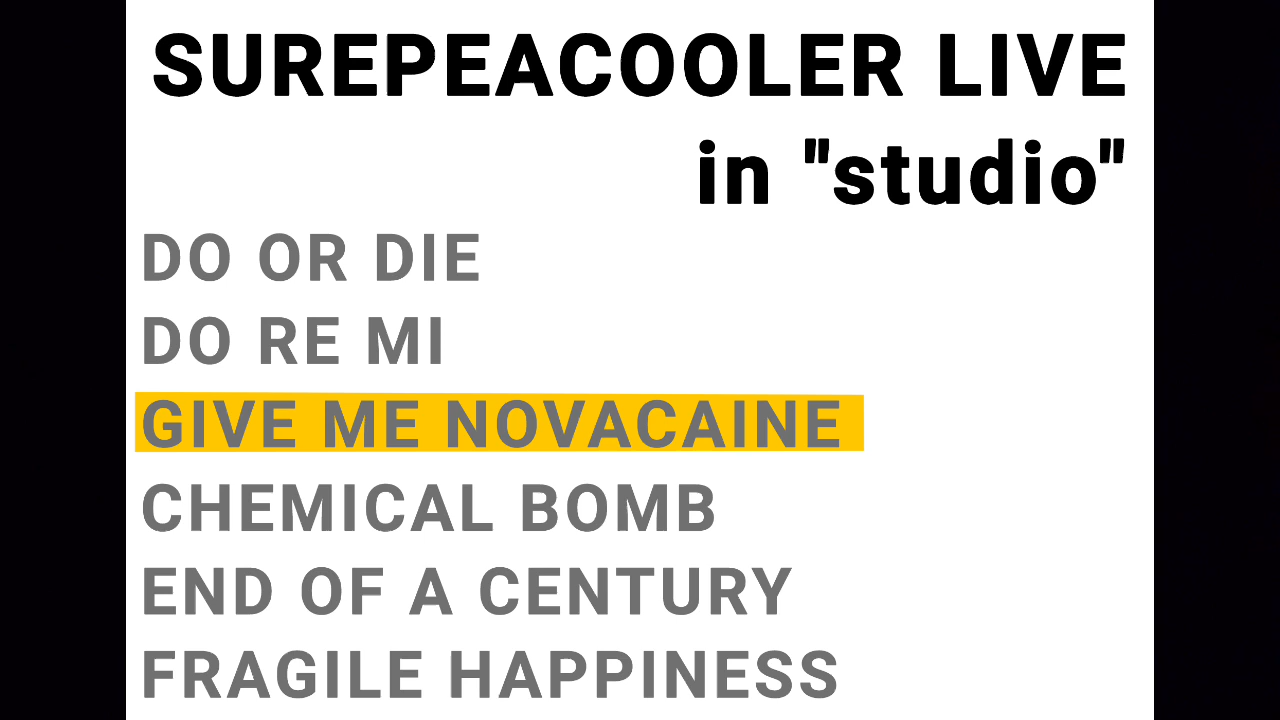 SUREPEACOOLER LIVE
in "studio"
DO OR DIE
DO RE MI
GIVE ME NOVACAINE
CHEMICAL BOMB
END OF A CENTURY
FRAGILE HAPPINESS